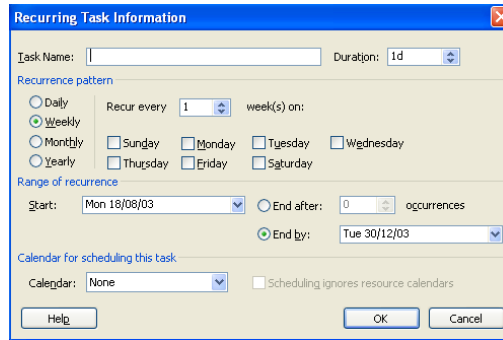 Recurring Task Information
Task Name: Duration: 1d
Recurrence pattern
Daily Recur every 1 week(s) on:
Weekly
Monthly Sunday Monday Tuesday Wednesday
Yearly Thursday Friday Saturday
Range of recurrence
Start: Mon 18/08/03 End after: 0 occurrences
End by: Tue 30/12/03
Calendar for scheduling this task
Calendar: None Scheduling ignores resource calendars
Help OK Cancel